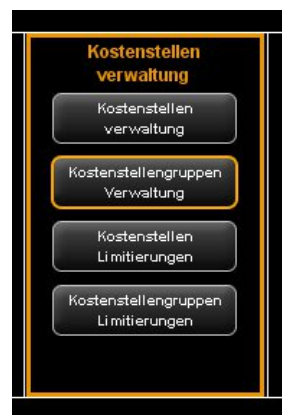 Kostenstellen
verwaltung
Kostenstellen
verwaltung
Kostenstellengruppen
Verwaltung
Kostenstellen
Limitierungen
Kostenstellengruppen
Limitierungen